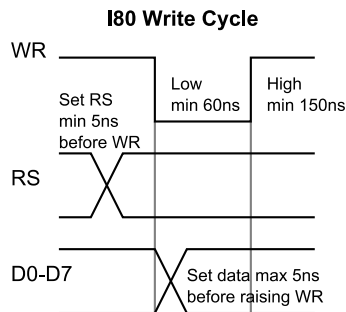 I80 Write Cycle
WR
Low
min 60ns
High
min 150ns
Set RS
min 5ns
before WR
RS
D0-D7
Set data max 5ns
before raising WR